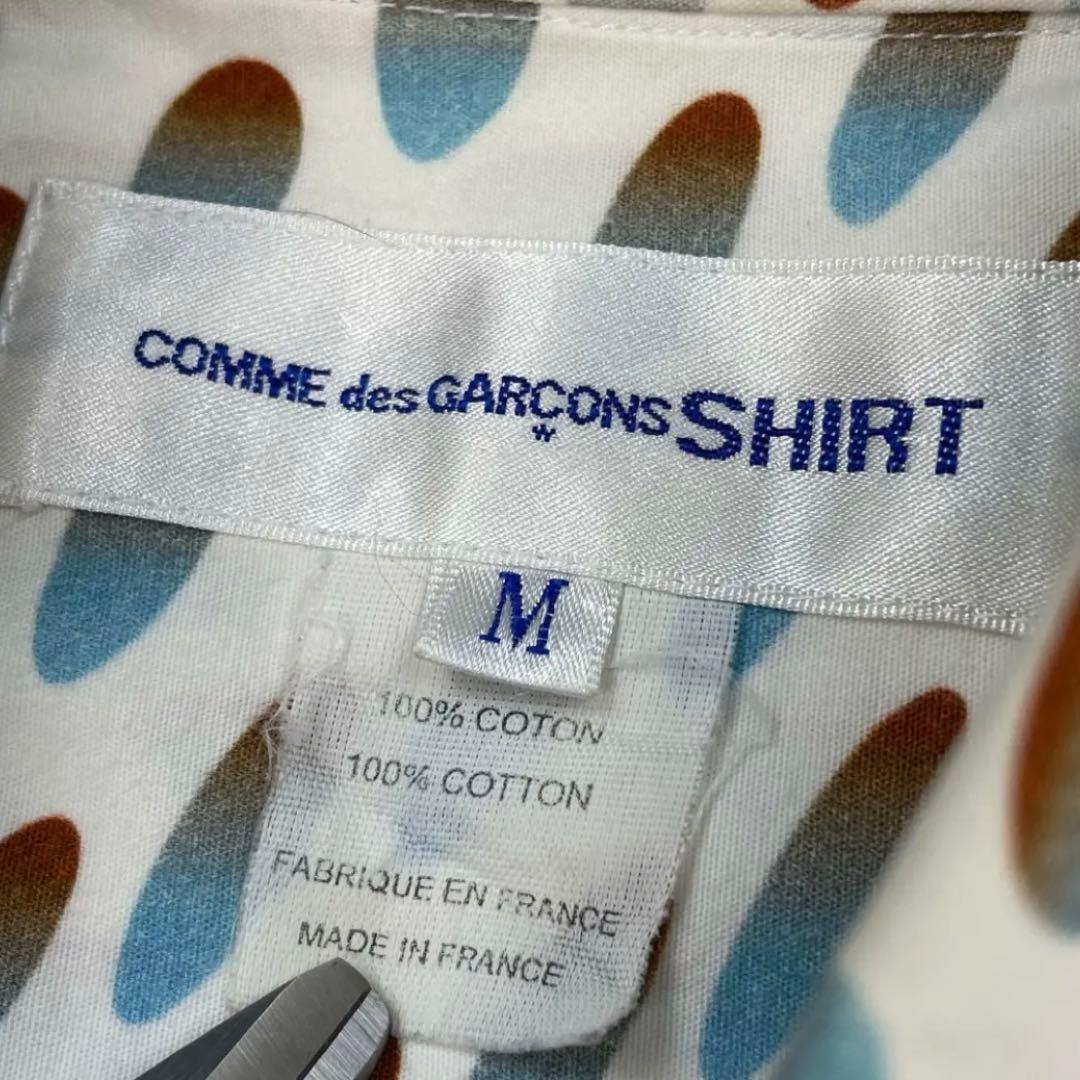 COMME des GARÇONS SHIRT
M
100% COTON
100% COTTON
FABRIQUE EN FRANCE
MADE IN FRANCE